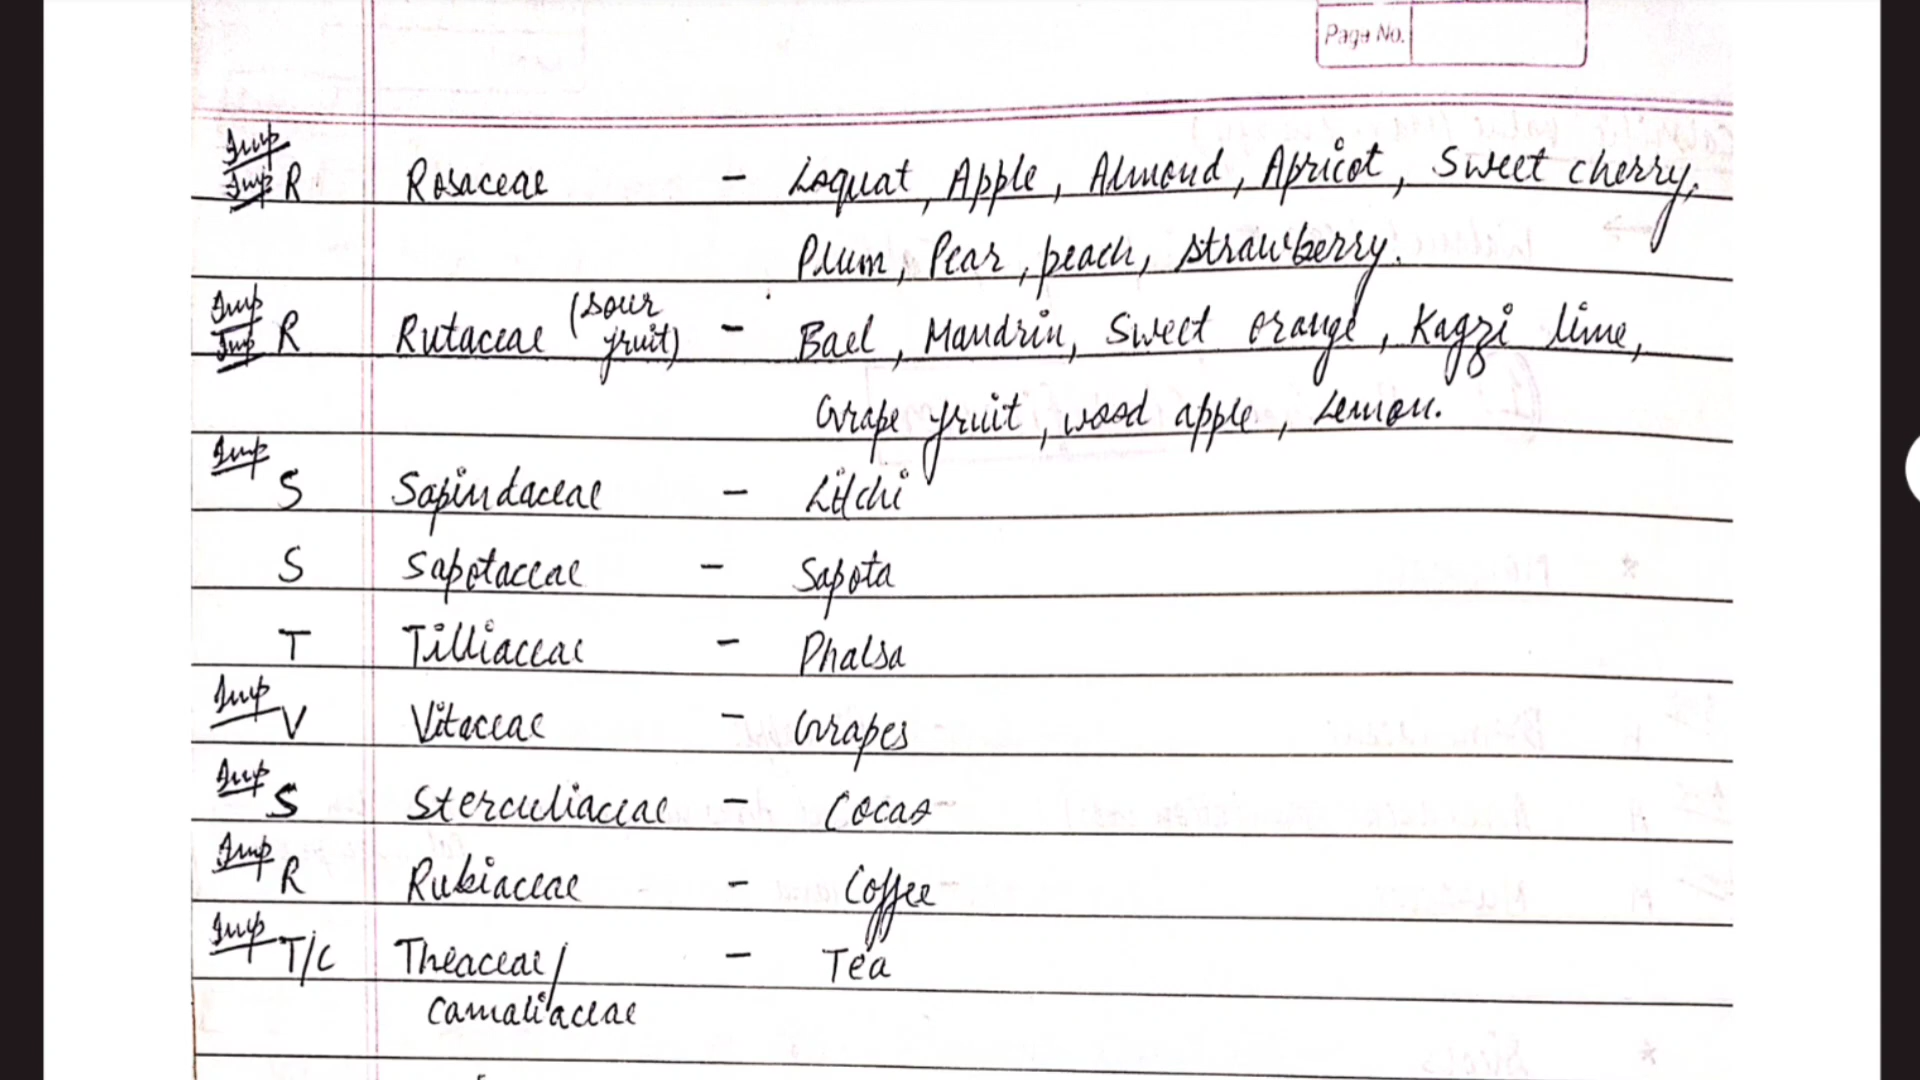 Page No.
Imp
Imp R Rosaceae - Loquat, Apple, Almond, Apricot, Sweet cherry,
Plum, Pear, peach, strawberry.
Imp
Imp R Rutaceae (sour fruit) - Bael, Mandrin, Sweet orange, Kagzi lime,
Grape fruit, wood apple, Lemon.
Imp
S Sapindaceae - Litchi
S Sapotaceae - Sapota
T Tilliaceae - Phalsa
Imp V Vitaceae - Grapes
Imp S Sterculiaceae - Cocao
Imp R Rubiaceae - Coffee
Imp T/C Theaceae/ - Tea
Camaliaceae